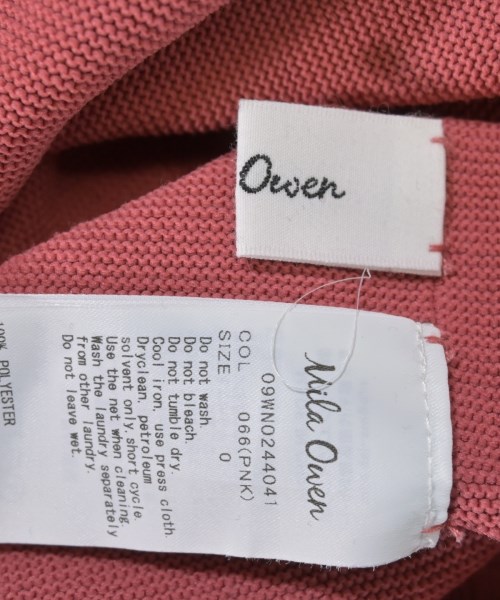 Owen
Mila Owen
09WNO244041
COL 066(PNK)
SIZE 0
Do not wash.
Do not bleach.
Do not tumble dry.
Cool iron, use press cloth.
Dryclean, petroleum
solvent only, short cycle.
Use the net when cleaning.
Wash the laundry separately
from other laundry.
Do not leave wet.
100% POLYESTER